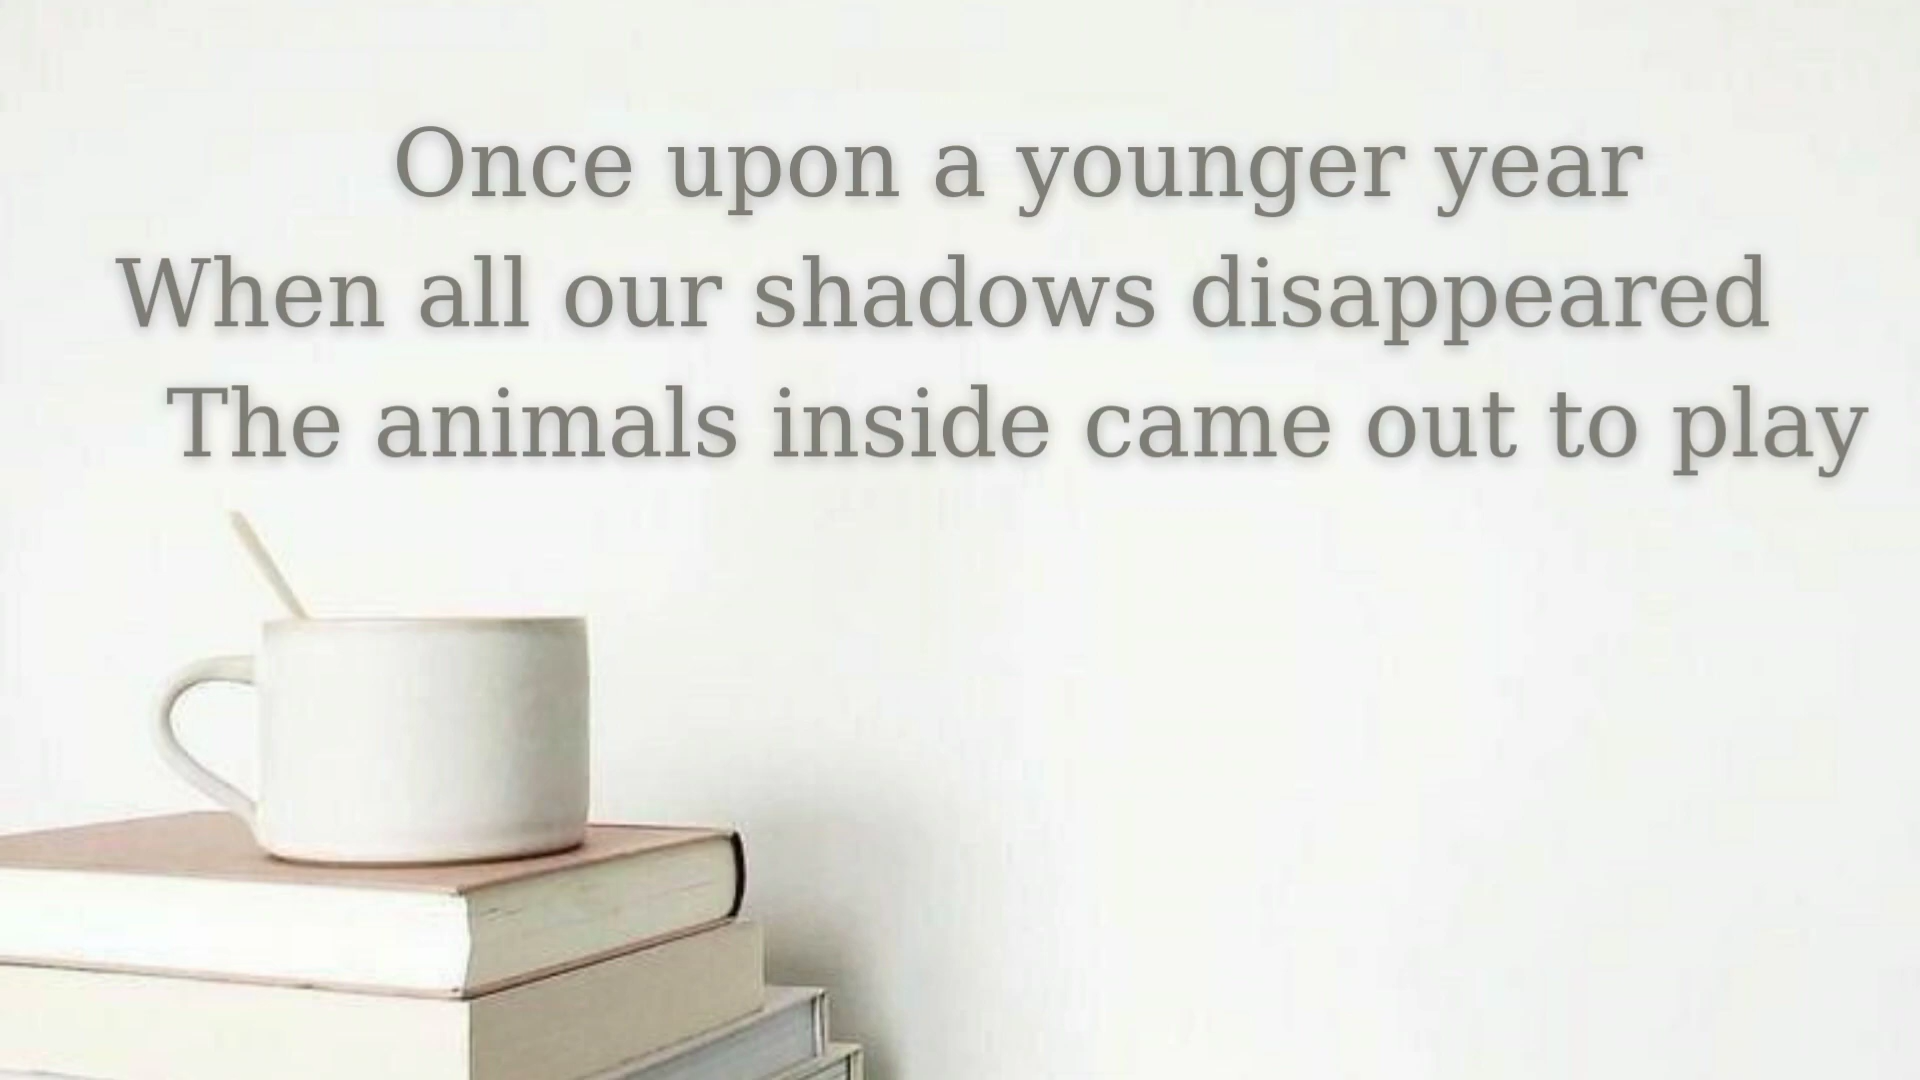 Once upon a younger year
When all our shadows disappeared
The animals inside came out to play